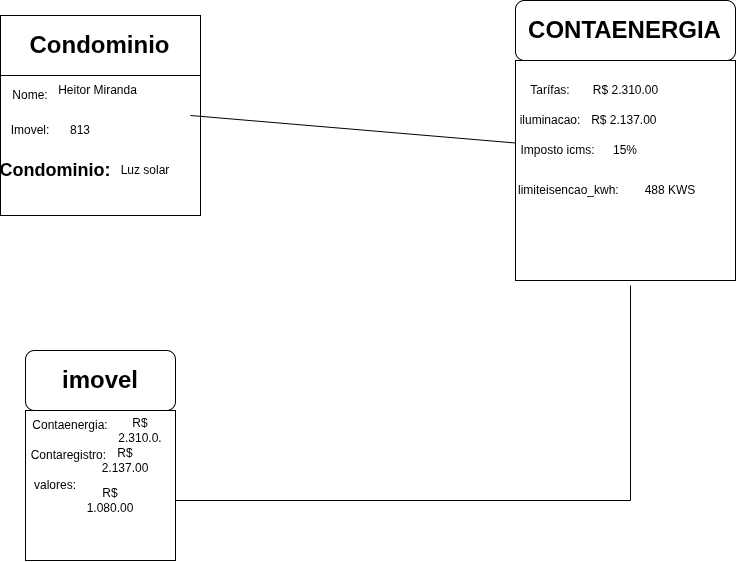 Condominio
Nome: Heitor Miranda
Imovel: 813
Condominio: Luz solar
CONTAENERGIA
Tarífas: R$ 2.310.00
iluminacao: R$ 2.137.00
Imposto icms: 15%
limiteisencao_kwh: 488 KWS
imovel
Contaenergia: R$
2.310.0.
Contaregistro: R$
2.137.00
valores: R$
1.080.00